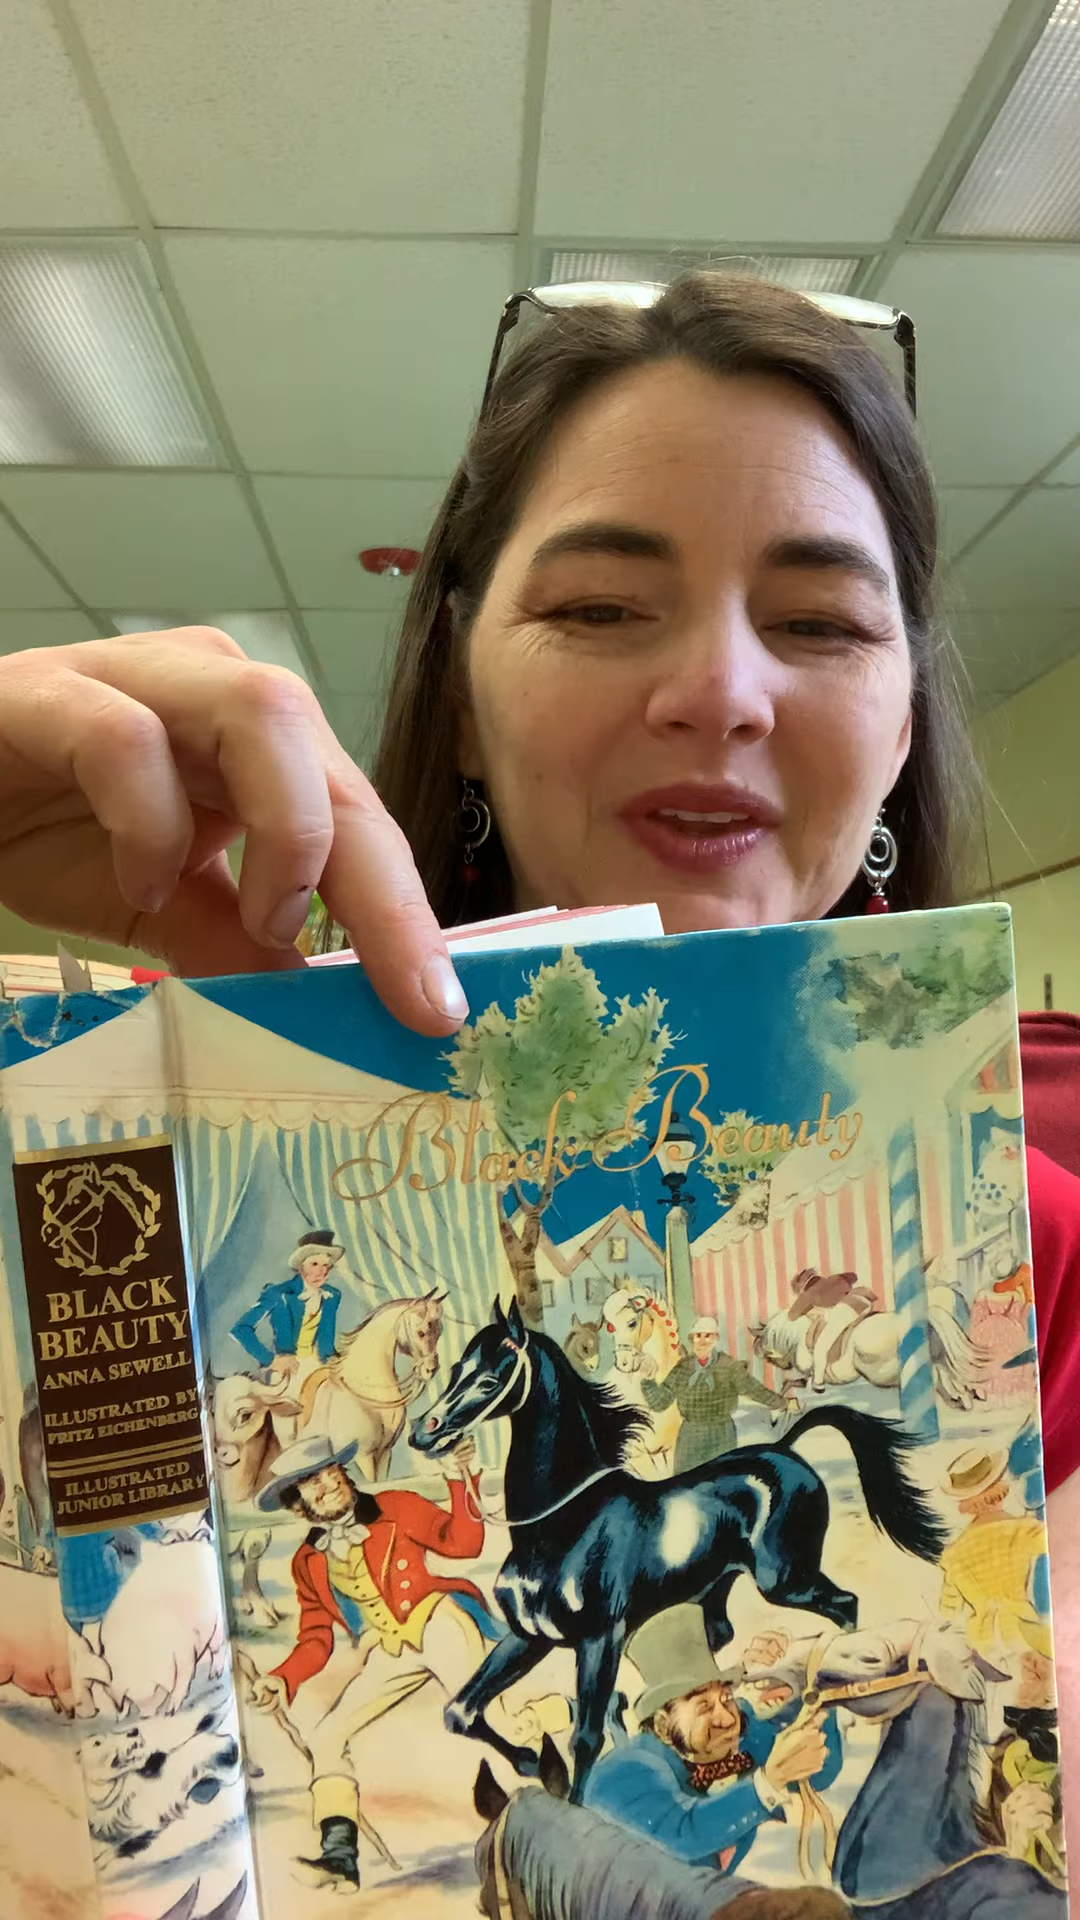 Black Beauty
BLACK
BEAUTY
ANNA SEWELL
ILLUSTRATED BY
FRITZ EICHENBERG
ILLUSTRATED
JUNIOR LIBRARY